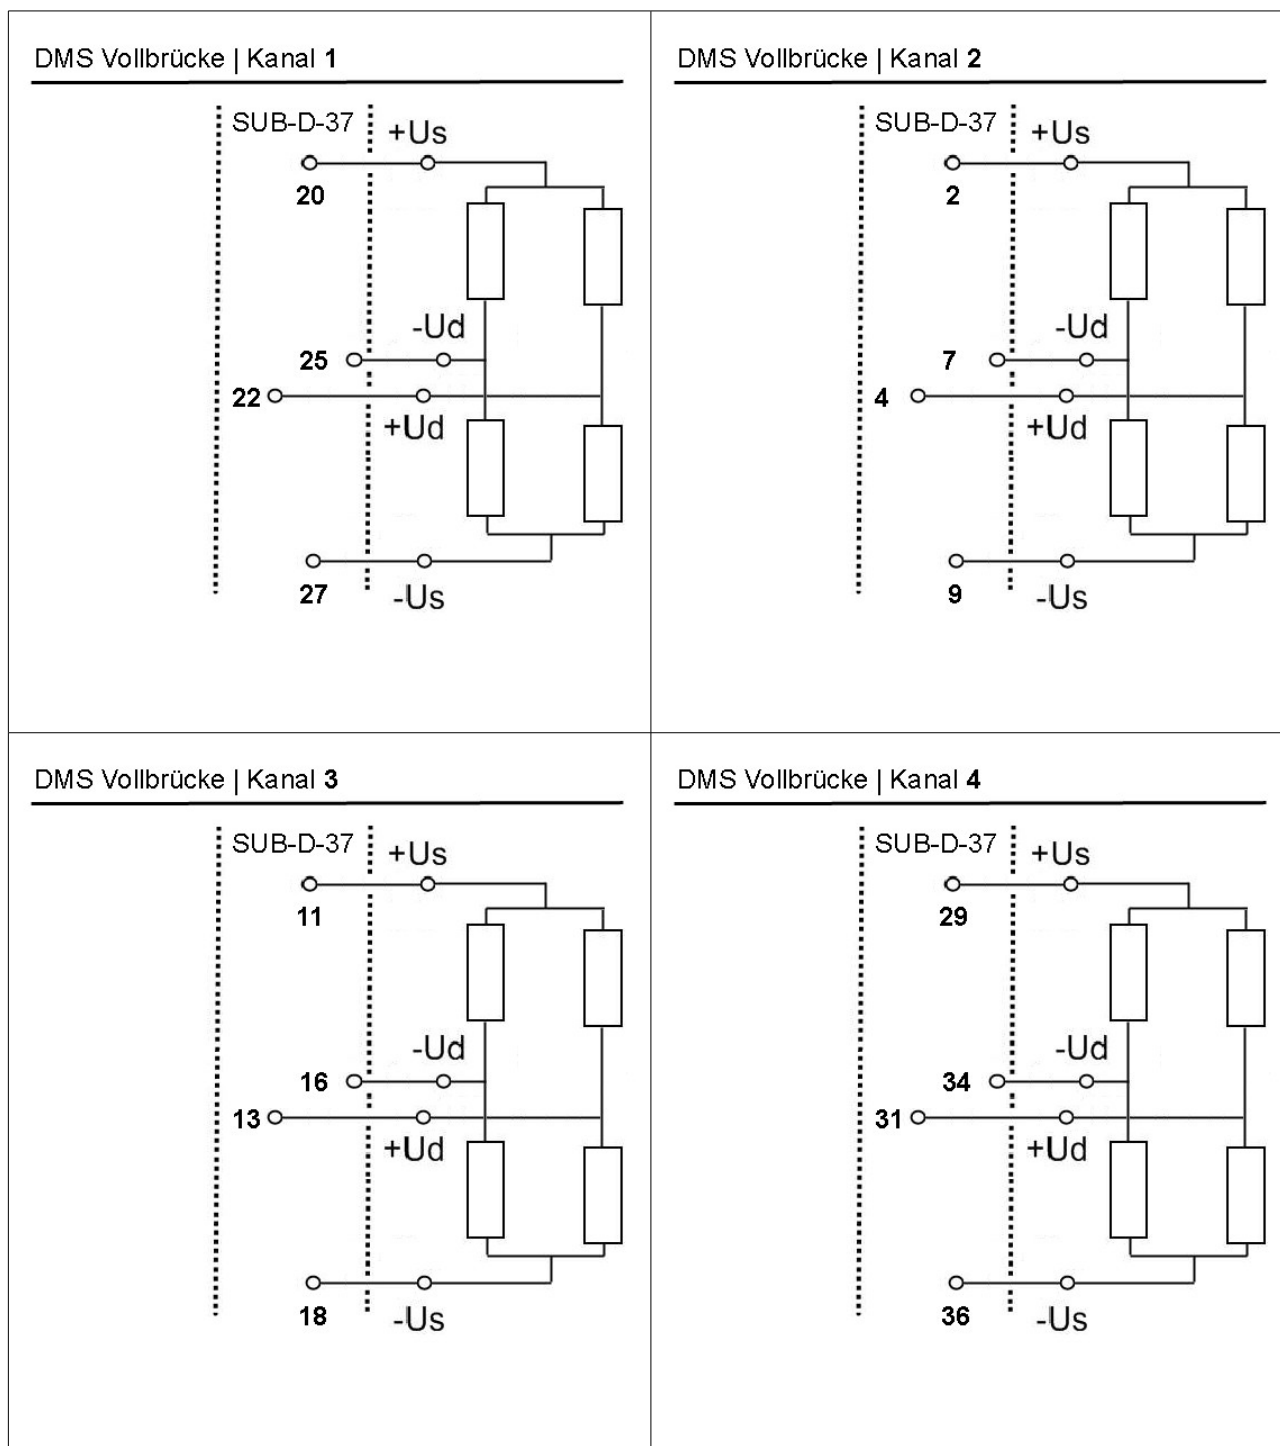 DMS Vollbrücke | Kanal 1
SUB-D-37
+Us
20
-Ud
25
22
+Ud
27
-Us
DMS Vollbrücke | Kanal 2
SUB-D-37
+Us
2
-Ud
7
4
+Ud
9
-Us
DMS Vollbrücke | Kanal 3
SUB-D-37
+Us
11
-Ud
16
13
+Ud
18
-Us
DMS Vollbrücke | Kanal 4
SUB-D-37
+Us
29
-Ud
34
31
+Ud
36
-Us